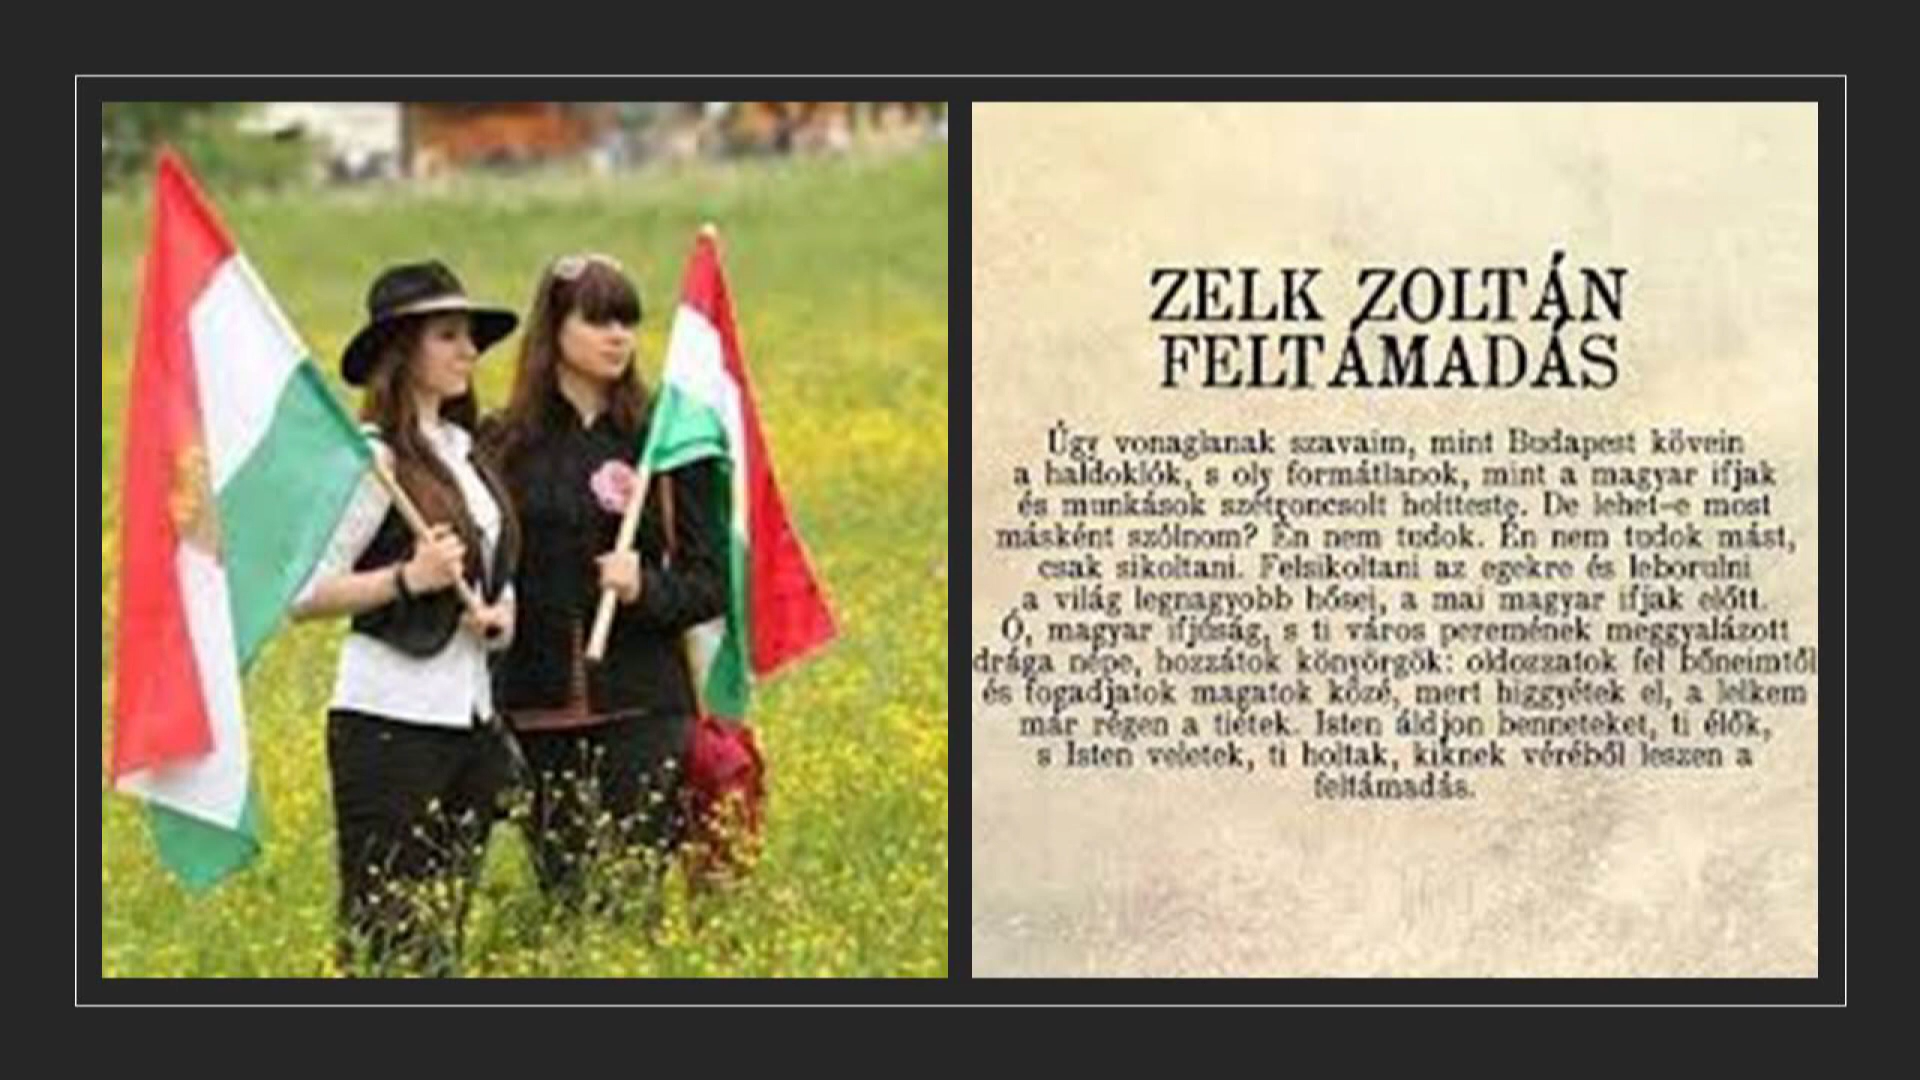 ZELK ZOLTÁN
FELTÁMADÁS
Úgy vonaglanak szavaim, mint Budapest kövein
a haldoklók, s oly formátlanok, mint a magyar ifjak
és munkások szétroncsolt holtteste. De lehet-e most
másként szólnom? Én nem tudok. Én nem tudok mást,
csak sikoltani. Felsikoltani az egekre és leborulni
a világ legnagyobb hősei, a mai magyar ifjak előtt.
Ó, magyar ifjúság, s ti város peremének meggyalázott
drága népe, hozzátok könyörgök: oldozzatok fel bűneimtől
és fogadjatok magatok közé, mert higgyétek el, a lelkem
már régen a tiétek. Isten áldjon benneteket, ti élők,
s Isten veletek, ti holtak, kiknek véréből leszen a
feltámadás.